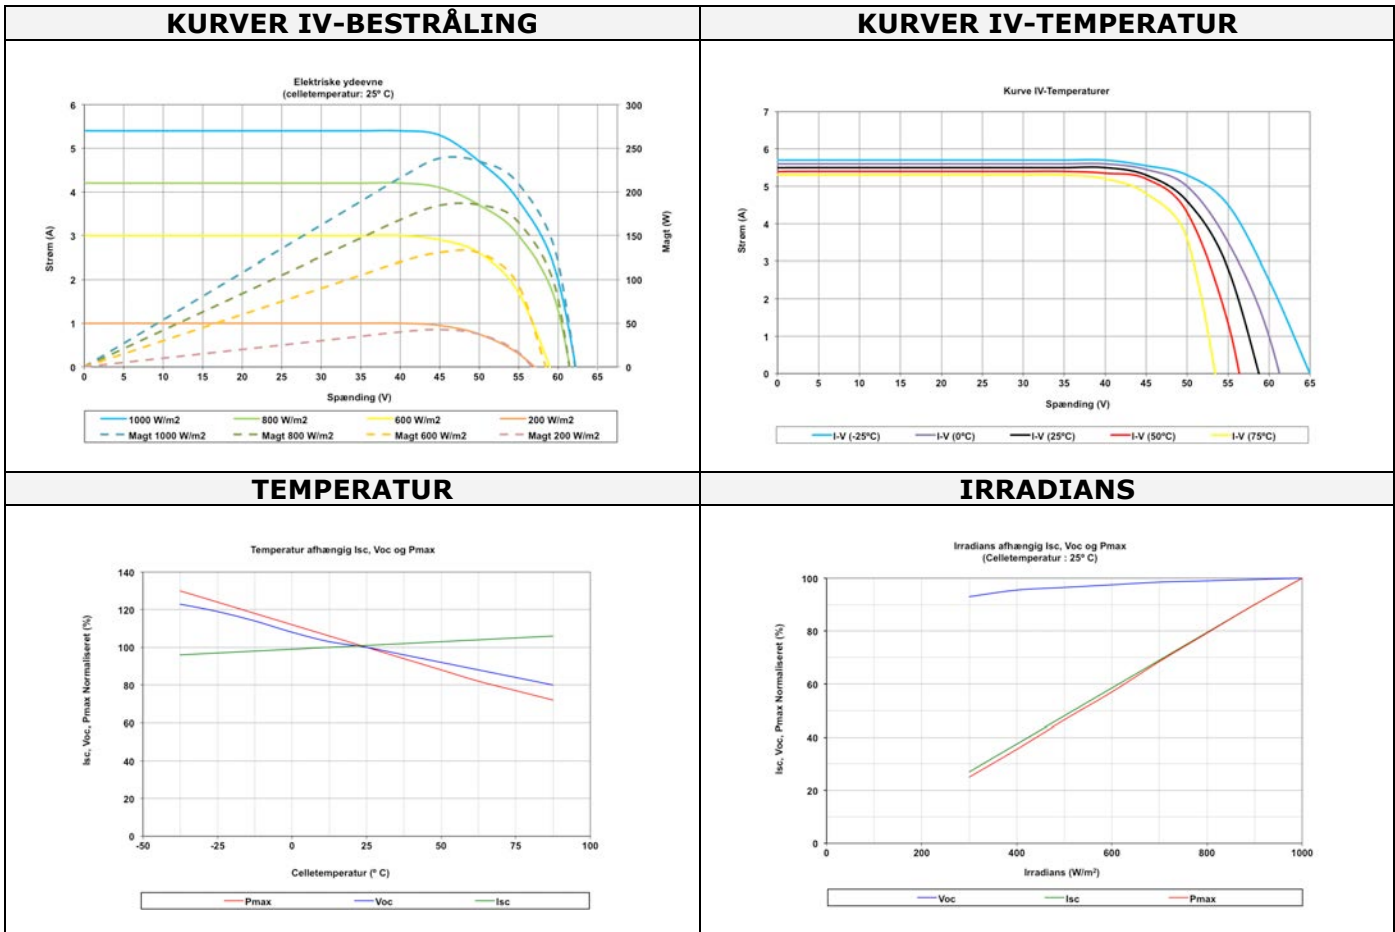 KURVER IV-BESTRÅLING
Elektriske ydeevne
(celletemperatur: 25º C)
6
5
4
3
2
1
0
Strøm (A)
300
250
200
150
100
50
0
Magt (W)
0 5 10 15 20 25 30 35 40 45 50 55 60 65
Spænding (V)
1000 W/m2 800 W/m2 600 W/m2 200 W/m2
Magt 1000 W/m2 Magt 800 W/m2 Magt 600 W/m2 Magt 200 W/m2
KURVER IV-TEMPERATUR
Kurve IV-Temperaturer
7
6
5
4
3
2
1
0
Strøm (A)
0 5 10 15 20 25 30 35 40 45 50 55 60 65
Spænding (V)
I-V (-25ºC) I-V (0ºC) I-V (25ºC) I-V (50ºC) I-V (75ºC)
TEMPERATUR
Temperatur afhængig Isc, Voc og Pmax
140
120
100
80
60
40
20
0
Isc, Voc, Pmax Normaliseret (%)
-50 -25 0 25 50 75 100
Celletemperatur (º C)
Pmax Voc Isc
IRRADIANS
Irradians afhængig Isc, Voc og Pmax
(Celletemperatur : 25º C)
100
80
60
40
20
0
Isc, Voc, Pmax Normaliseret (%)
0 200 400 600 800 1000
Irradians (W/m²)
Voc Isc Pmax